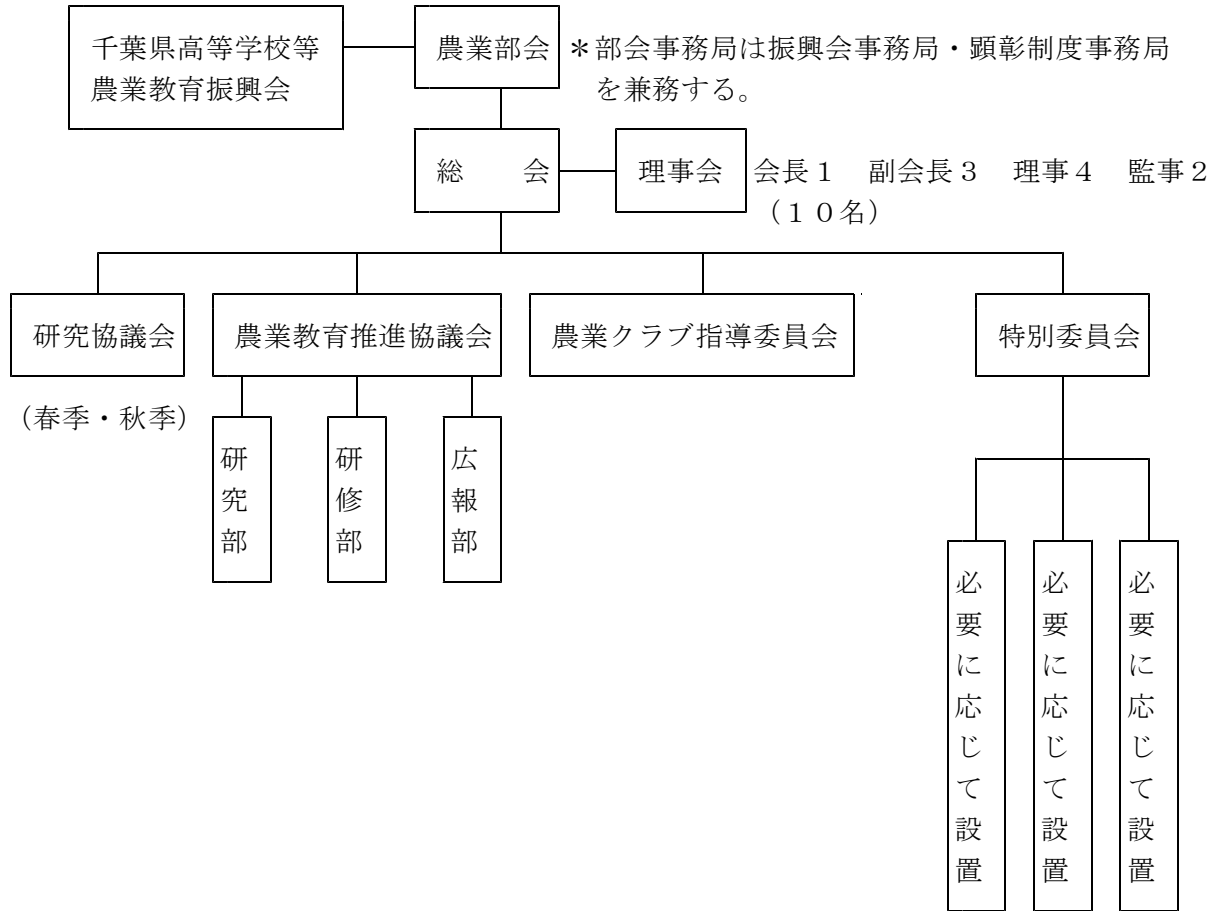 千葉県高等学校等
農業教育振興会
農業部会
＊部会事務局は振興会事務局・顕彰制度事務局
を兼務する。
総　　会
理事会
会長１　副会長３　理事４　監事２
（１０名）
研究協議会
農業教育推進協議会
農業クラブ指導委員会
特別委員会
（春季・秋季）
研究部
研修部
広報部
必要に応じて設置
必要に応じて設置
必要に応じて設置